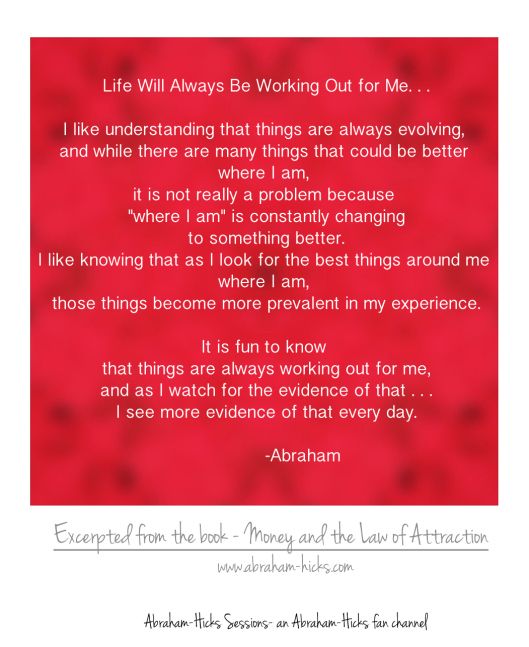 Life Will Always Be Working Out for Me. . .
I like understanding that things are always evolving,
and while there are many things that could be better
where I am,
it is not really a problem because
"where I am" is constantly changing
to something better.
I like knowing that as I look for the best things around me
where I am,
those things become more prevalent in my experience.
It is fun to know
that things are always working out for me,
and as I watch for the evidence of that . . .
I see more evidence of that every day.
-Abraham
Excerpted from the book - Money and the Law of Attraction
www.abraham-hicks.com
Abraham-Hicks Sessions- an Abraham-Hicks fan channel